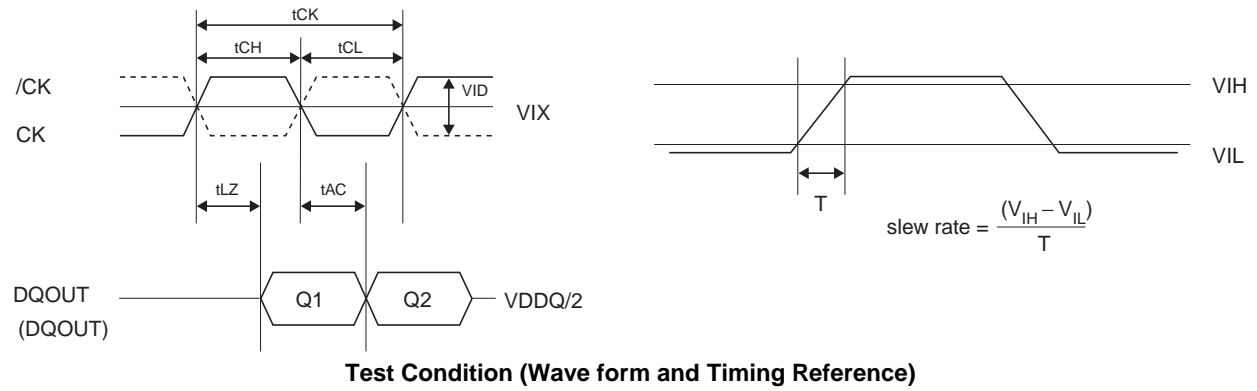 tCK
tCH
tCL
/CK
VID
VIX
CK
tLZ
tAC
DQOUT
(DQOUT)
Q1
Q2
VDDQ/2
VIH
VIL
T
slew rate = (VIH – VIL)
T
Test Condition (Wave form and Timing Reference)